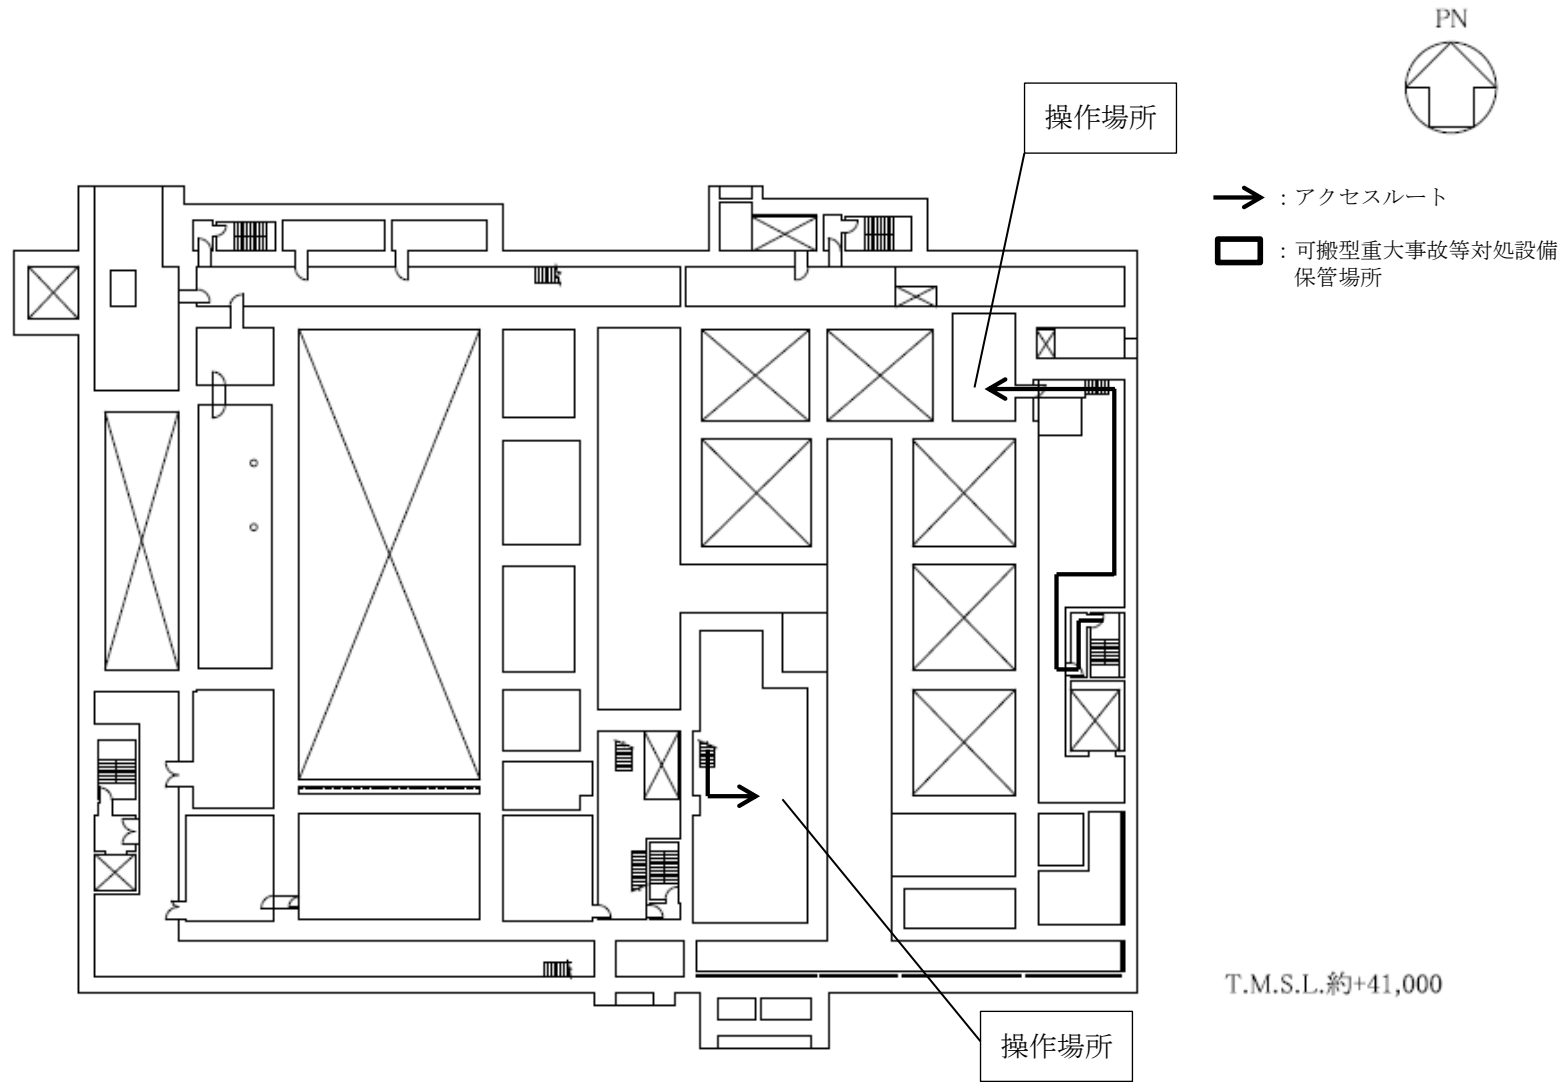 PN
操作場所
：アクセスルート
：可搬型重大事故等対処設備
保管場所
T.M.S.L.約+41,000
操作場所